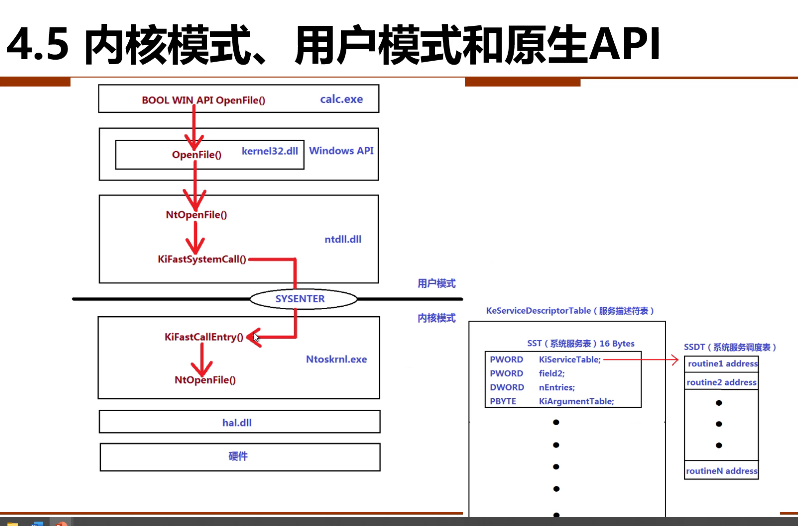 4.5 内核模式、用户模式和原生API
BOOL WIN API OpenFile() calc.exe
OpenFile() kernel32.dll Windows API
NtOpenFile()
ntdll.dll
KiFastSystemCall()
用户模式
SYSENTER
内核模式
KiFastCallEntry()
Ntoskrnl.exe
NtOpenFile()
hal.dll
硬件
KeServiceDescriptorTable（服务描述符表）
SST（系统服务表）16 Bytes
PWORD KiServiceTable;
PWORD field2;
DWORD nEntries;
PBYTE KiArgumentTable;
SSDT（系统服务调度表）
routine1 address
routine2 address
routineN address